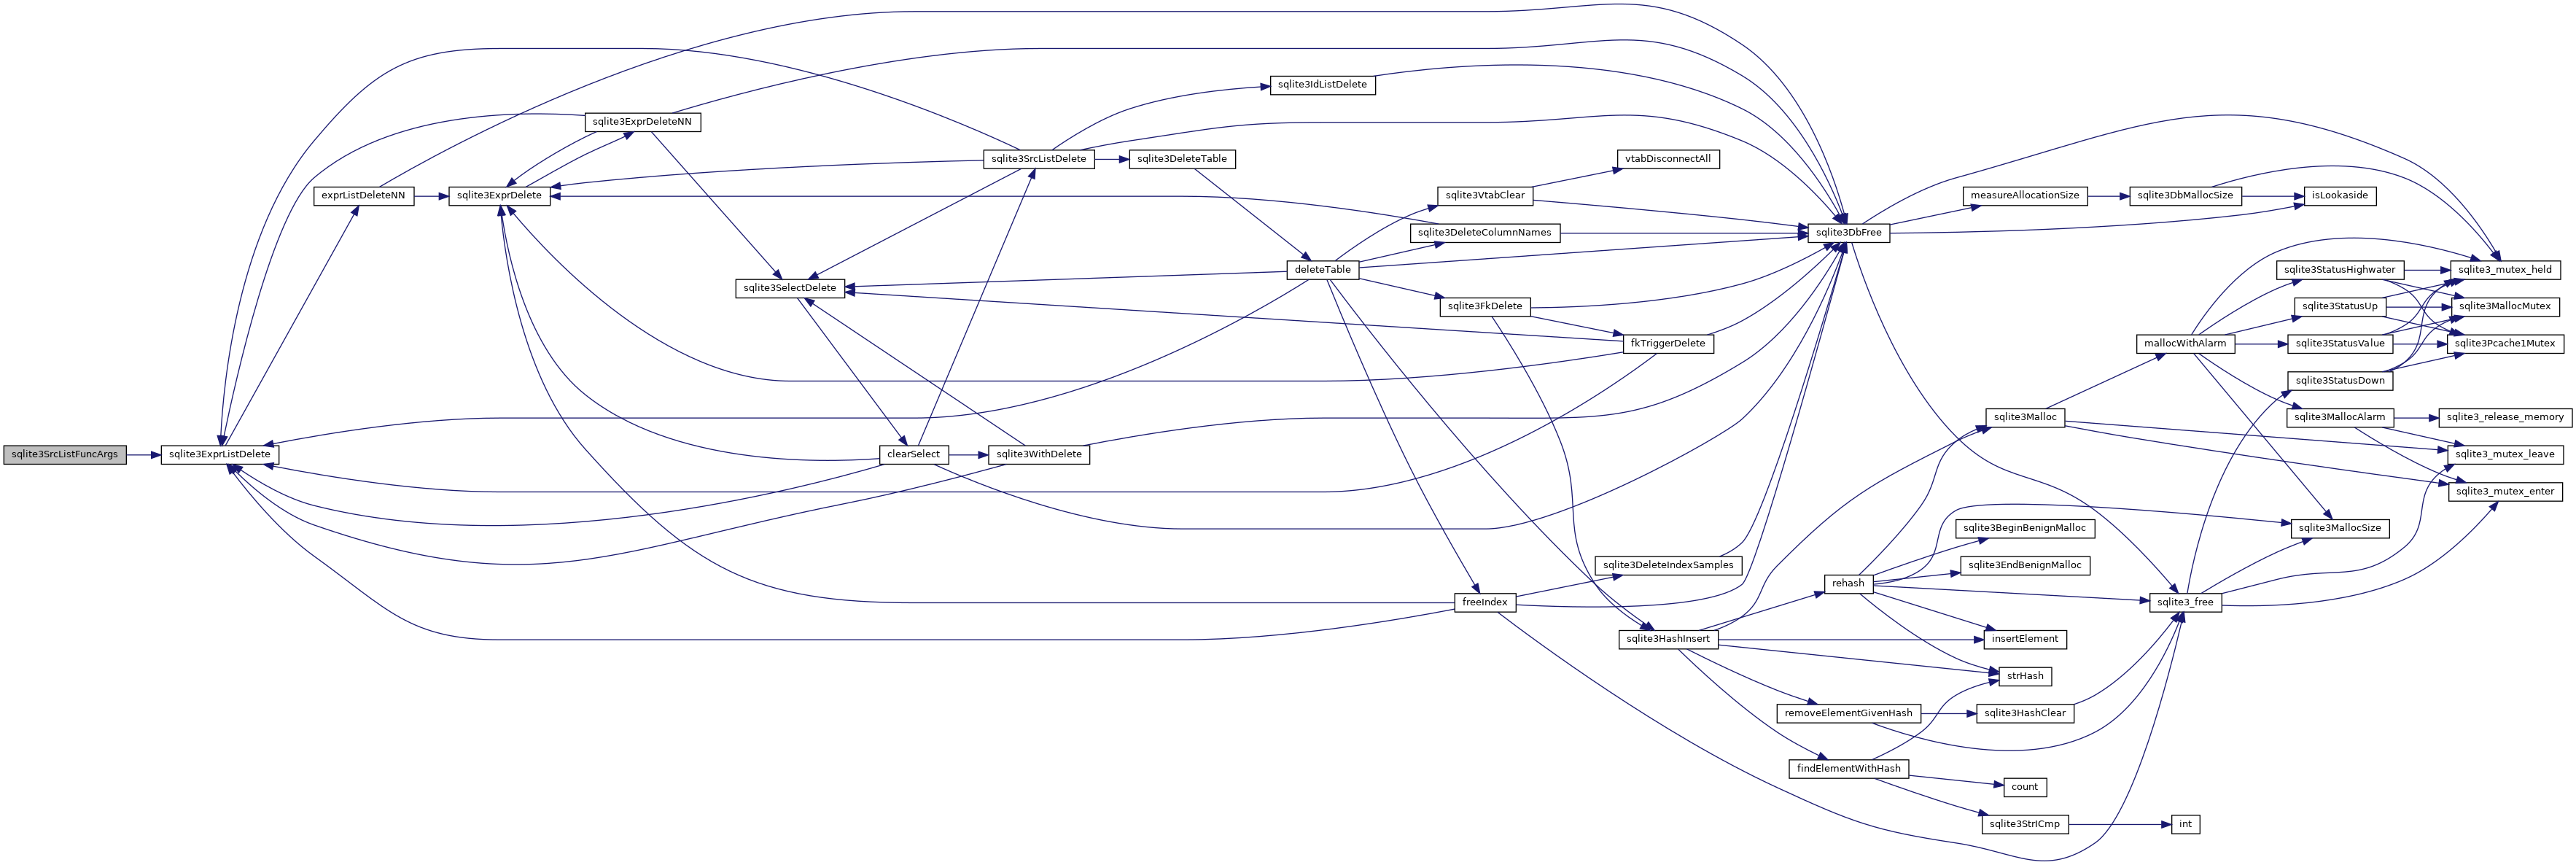 sqlite3SrcListFuncArgs
sqlite3ExprListDelete
exprListDeleteNN
sqlite3ExprDelete
sqlite3ExprDeleteNN
sqlite3SelectDelete
clearSelect
sqlite3SrcListDelete
sqlite3WithDelete
sqlite3IdListDelete
sqlite3DeleteTable
deleteTable
sqlite3VtabClear
sqlite3DeleteColumnNames
sqlite3FkDelete
freeIndex
vtabDisconnectAll
fkTriggerDelete
sqlite3DeleteIndexSamples
sqlite3HashInsert
sqlite3DbFree
rehash
removeElementGivenHash
findElementWithHash
measureAllocationSize
sqlite3Malloc
sqlite3BeginBenignMalloc
sqlite3EndBenignMalloc
insertElement
strHash
sqlite3HashClear
count
sqlite3StrICmp
sqlite3DbMallocSize
mallocWithAlarm
sqlite3_free
int
isLookaside
sqlite3StatusHighwater
sqlite3StatusUp
sqlite3StatusValue
sqlite3StatusDown
sqlite3MallocAlarm
sqlite3MallocSize
sqlite3_mutex_held
sqlite3MallocMutex
sqlite3Pcache1Mutex
sqlite3_release_memory
sqlite3_mutex_leave
sqlite3_mutex_enter